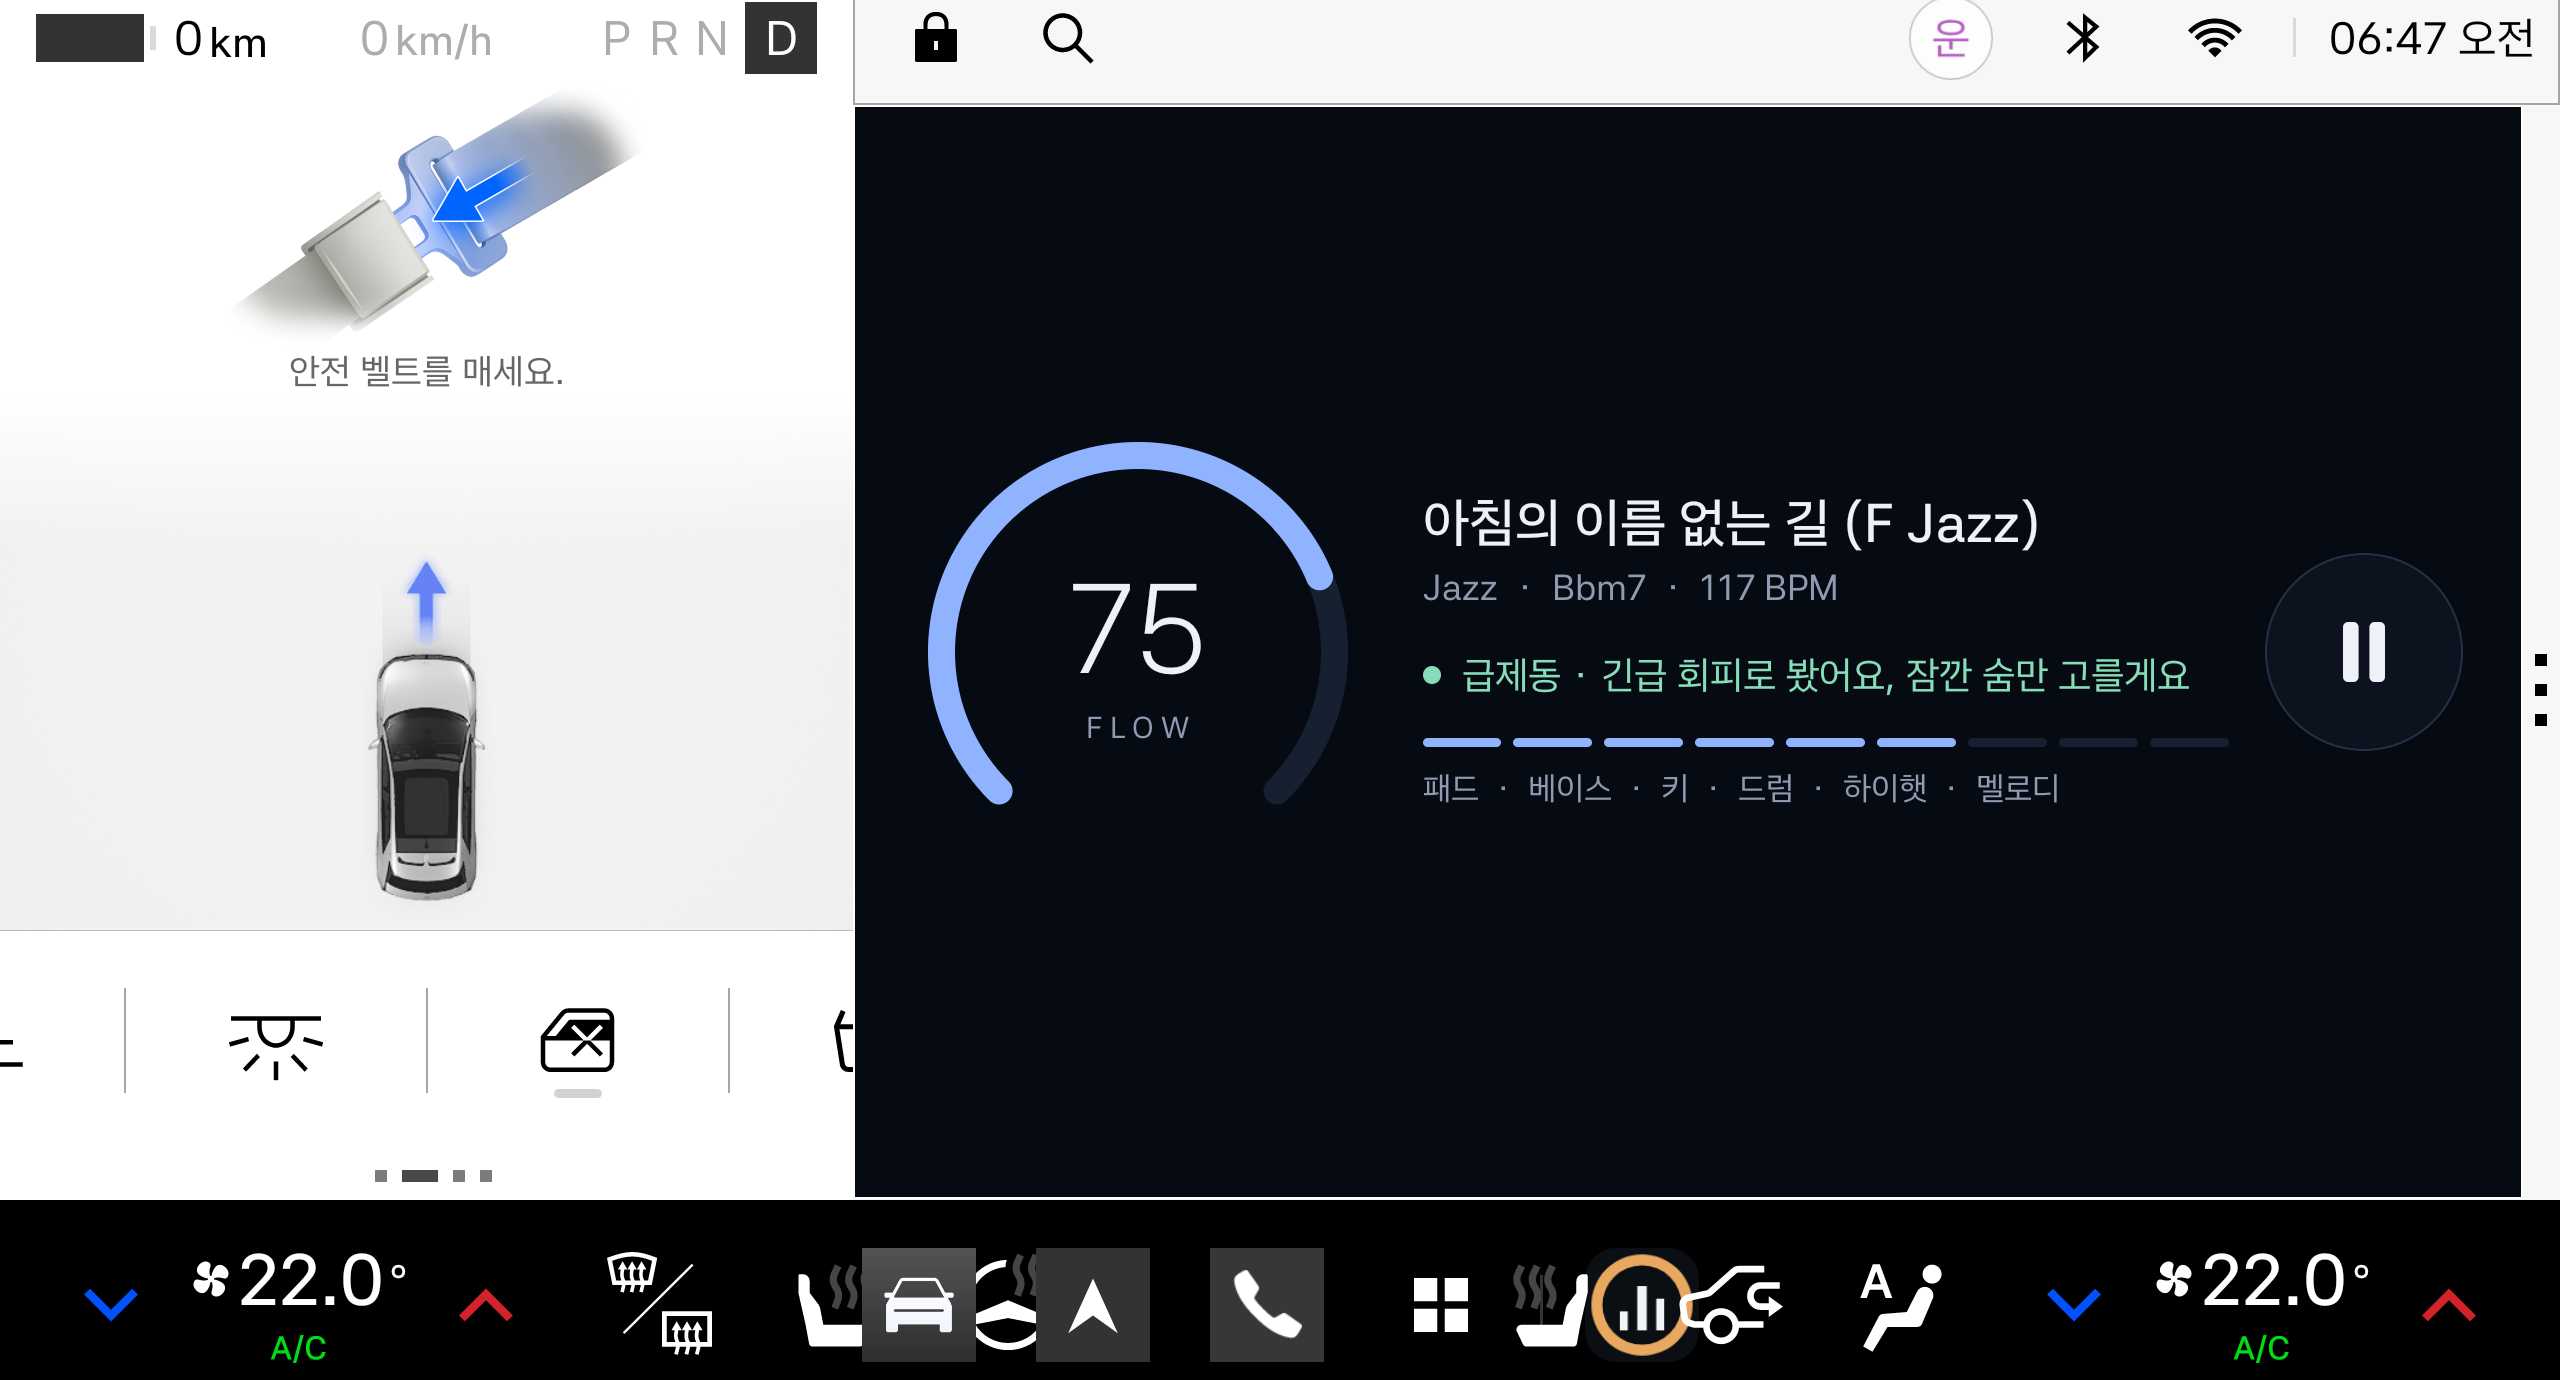 0 km
0 km/h
P R N D
운
06:47 오전
안전 벨트를 매세요.
75
FLOW
아침의 이름 없는 길 (F Jazz)
Jazz · Bbm7 · 117 BPM
급제동 · 긴급 회피로 봤어요, 잠깐 숨만 고를게요
패드 · 베이스 · 키 · 드럼 · 하이햇 · 멜로디
22.0°
A/C
A
22.0°
A/C